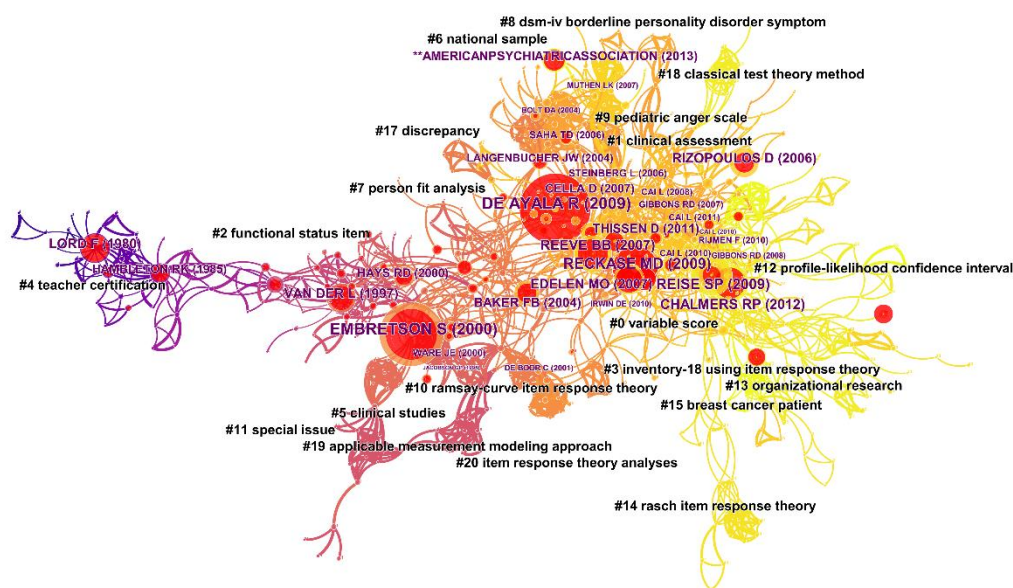 #8 dsm-iv borderline personality disorder symptom
#6 national sample
**AMERICANPSYCHIATRICASSOCIATION (2013)
#18 classical test theory method
MUTHEN LK (2007)
BOLT DA (2004)
#9 pediatric anger scale
#17 discrepancy
SAHA TD (2006)
#1 clinical assessment
LANGENBUCHER JW (2004)
RIZOPOULOS D (2006)
STEINBERG L (2006)
#7 person fit analysis
CELLA D (2007)
CAI L (2008)
DE AYALA R (2009)
GIBBONS RD (2007)
CAI L (2011)
THISSEN D (2011)
CAI L (2010)
#2 functional status item
RIJMEN F (2010)
LORD F (1980)
REEVE BB (2007)
CAI L (2010)
GIBBONS RD (2008)
HAMBLETON RK (1985)
HAYS RD (2000)
RECKASE MD (2009)
#12 profile-likelihood confidence interval
#4 teacher certification
EDELEN MO (2007)
REISE SP (2009)
VAN DER L (1997)
BAKER FB (2004)
IRWIN DE (2010)
CHALMERS RP (2012)
EMBRETSON S (2000)
#0 variable score
WARE JE (2000)
DE BOOR C (2001)
#3 inventory-18 using item response theory
#10 ramsay-curve item response theory
#13 organizational research
#15 breast cancer patient
#5 clinical studies
#11 special issue
#19 applicable measurement modeling approach
#20 item response theory analyses
#14 rasch item response theory